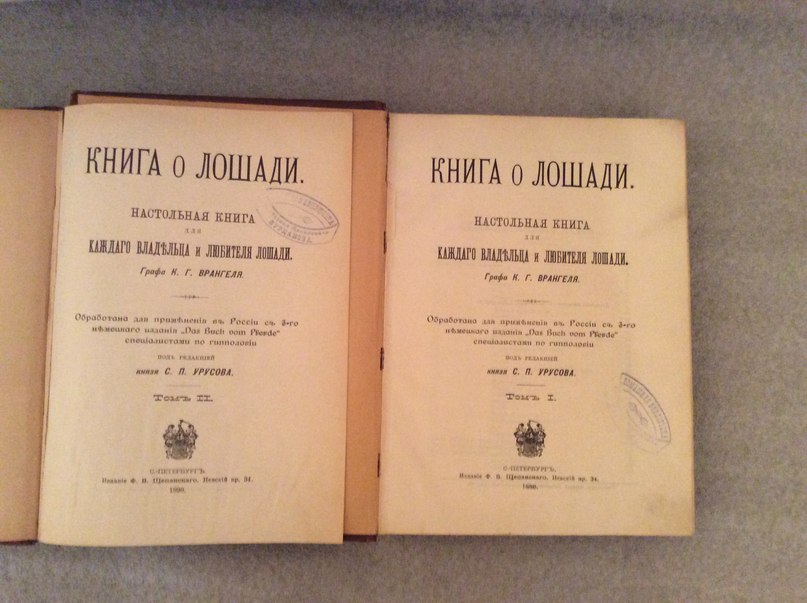 КНИГА О ЛОШАДИ.
НАСТОЛЬНАЯ КНИГА
ДЛЯ
КАЖДАГО ВЛАДѢЛЬЦА И ЛЮБИТЕЛЯ ЛОШАДИ.
Графа К. Г. ВРАНГЕЛЯ.
Обработана для примѣненія въ Россіи съ 3-го
нѣмецкаго изданія „Das Buch vom Pferde"
спеціалистами по гиппологіи
ПОДЪ РЕДАКЦІЕЙ
князя С. П. УРУСОВА.
Томъ II.
С.-ПЕТЕРБУРГЪ.
Изданіе Ф. В. Щепанскаго, Невскій пр. 34.
КНИГА О ЛОШАДИ.
НАСТОЛЬНАЯ КНИГА
ДЛЯ
КАЖДАГО ВЛАДѢЛЬЦА И ЛЮБИТЕЛЯ ЛОШАДИ.
Графа К. Г. ВРАНГЕЛЯ.
Обработана для примѣненія въ Россіи съ 3-го
нѣмецкаго изданія „Das Buch vom Pferde"
спеціалистами по гиппологіи
ПОДЪ РЕДАКЦІЕЙ
князя С. П. УРУСОВА.
Томъ I.
С.-ПЕТЕРБУРГЪ.
Изданіе Ф. В. Щепанскаго, Невскій пр. 34.